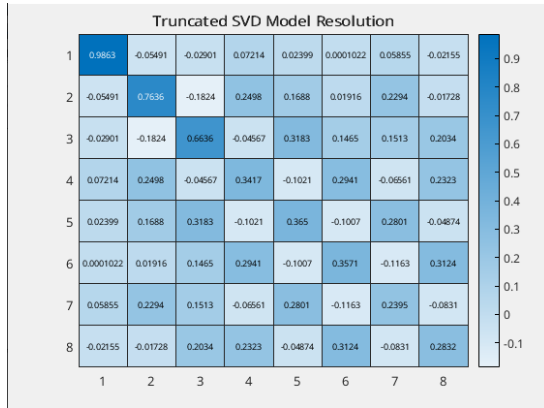 Truncated SVD Model Resolution
1 0.9863 -0.05491 -0.02901 0.07214 0.02399 0.0001022 0.05855 -0.02155
2 -0.05491 0.7636 -0.1824 0.2498 0.1688 0.01916 0.2294 -0.01728
3 -0.02901 -0.1824 0.6636 -0.04567 0.3183 0.1465 0.1513 0.2034
4 0.07214 0.2498 -0.04567 0.3417 -0.1021 0.2941 -0.06561 0.2323
5 0.02399 0.1688 0.3183 -0.1021 0.365 -0.1007 0.2801 -0.04874
6 0.0001022 0.01916 0.1465 0.2941 -0.1007 0.3571 -0.1163 0.3124
7 0.05855 0.2294 0.1513 -0.06561 0.2801 -0.1163 0.2395 -0.0831
8 -0.02155 -0.01728 0.2034 0.2323 -0.04874 0.3124 -0.0831 0.2832
1 2 3 4 5 6 7 8
0.9
0.8
0.7
0.6
0.5
0.4
0.3
0.2
0.1
0
-0.1